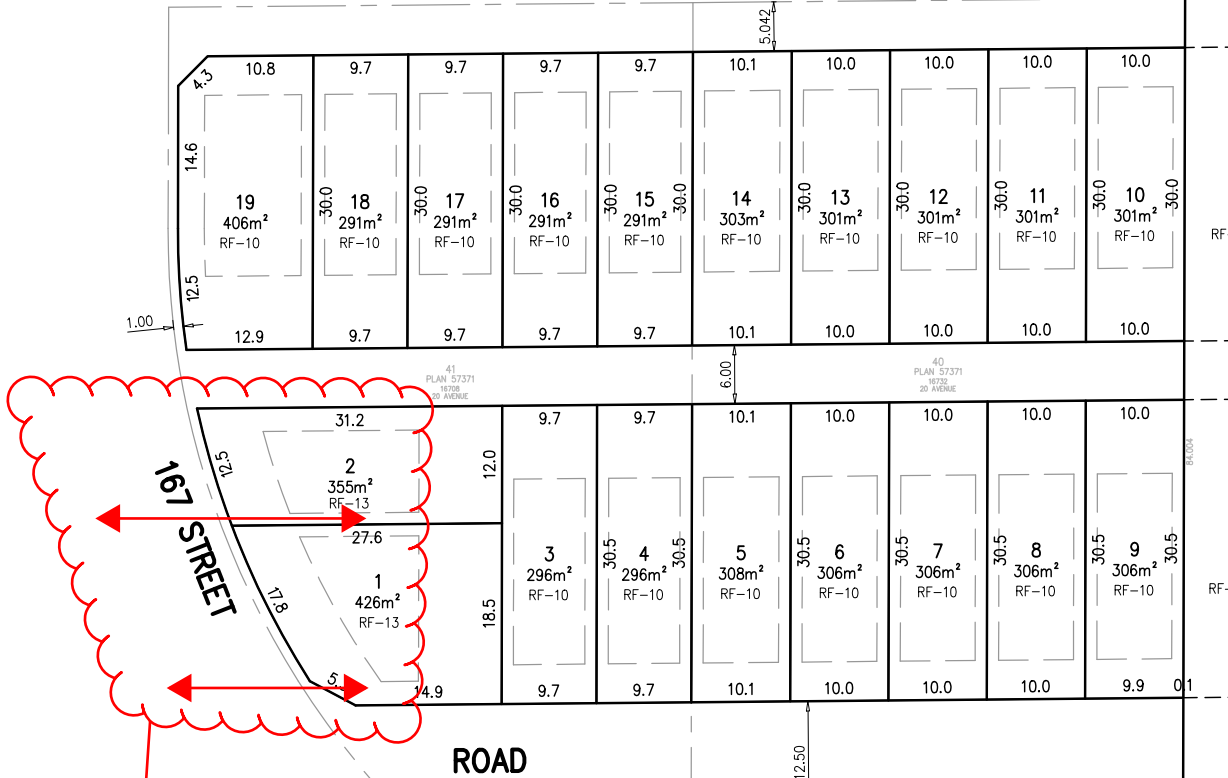 5.042
10.8 9.7 9.7 9.7 9.7 10.1 10.0 10.0 10.0 10.0
4.3
14.6
30.0 30.0 30.0 30.0 30.0 30.0 30.0 30.0 30.0 30.0
19 18 17 16 15 14 13 12 11 10
406m² 291m² 291m² 291m² 291m² 303m² 301m² 301m² 301m² 301m²
RF-10 RF-10 RF-10 RF-10 RF-10 RF-10 RF-10 RF-10 RF-10 RF-10
RF-
12.5
1.00
12.9 9.7 9.7 9.7 9.7 10.1 10.0 10.0 10.0 10.0
41
PLAN 57371
16708
20 AVENUE
6.00
40
PLAN 57371
16732
20 AVENUE
31.2 9.7 9.7 10.1 10.0 10.0 10.0 10.0
12.5
12.0
84.004
2
355m²
RF-13
167 STREET
27.6
30.5 30.5 30.5 30.5 30.5 30.5 30.5
3 4 5 6 7 8 9
296m² 296m² 308m² 306m² 306m² 306m² 306m²
RF-10 RF-10 RF-10 RF-10 RF-10 RF-10 RF-10
RF-
1
426m²
RF-13
17.8
18.5
14.9 9.7 9.7 10.1 10.0 10.0 10.0 9.9 0.1
ROAD
12.50